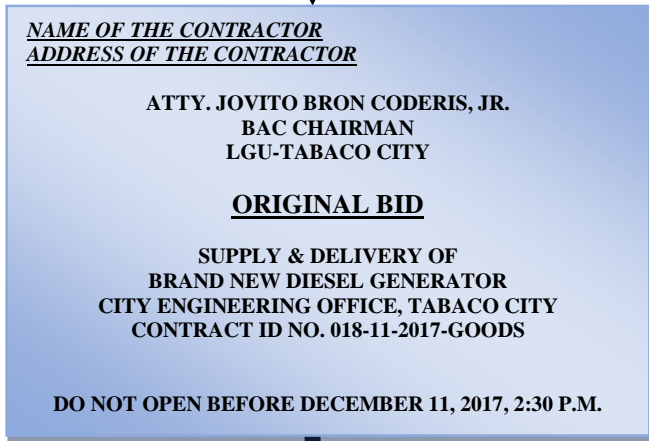 NAME OF THE CONTRACTOR
ADDRESS OF THE CONTRACTOR
ATTY. JOVITO BRON CODERIS, JR.
BAC CHAIRMAN
LGU-TABACO CITY
ORIGINAL BID
SUPPLY & DELIVERY OF
BRAND NEW DIESEL GENERATOR
CITY ENGINEERING OFFICE, TABACO CITY
CONTRACT ID NO. 018-11-2017-GOODS
DO NOT OPEN BEFORE DECEMBER 11, 2017, 2:30 P.M.